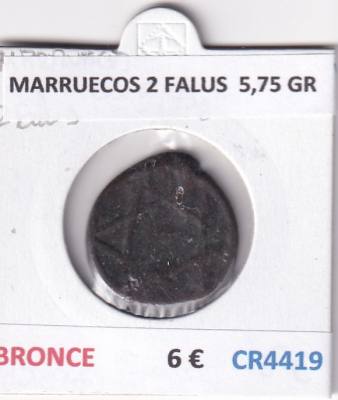 MARRUECOS 2 FALUS 5,75 GR
BRONCE 6 € CR4419